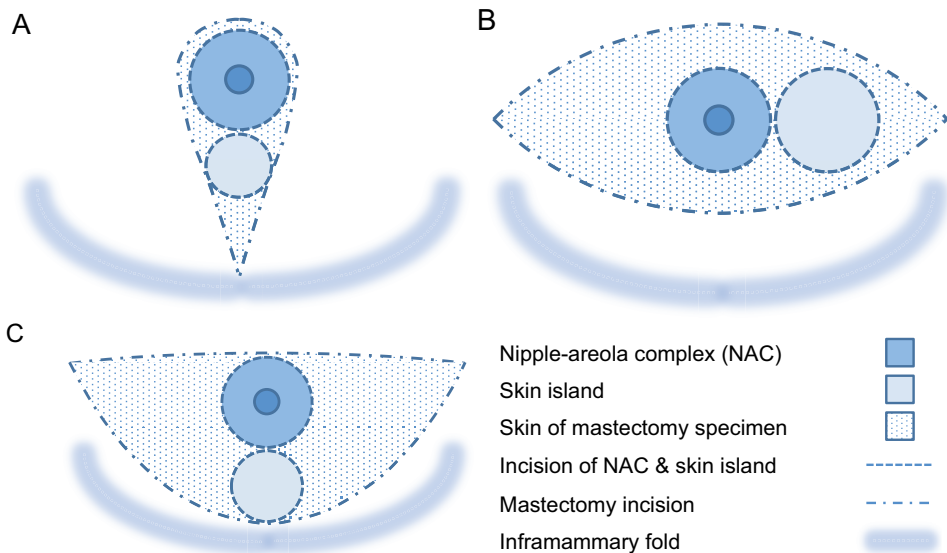 A
B
C
Nipple-areola complex (NAC)
Skin island
Skin of mastectomy specimen
Incision of NAC & skin island
Mastectomy incision
Inframammary fold